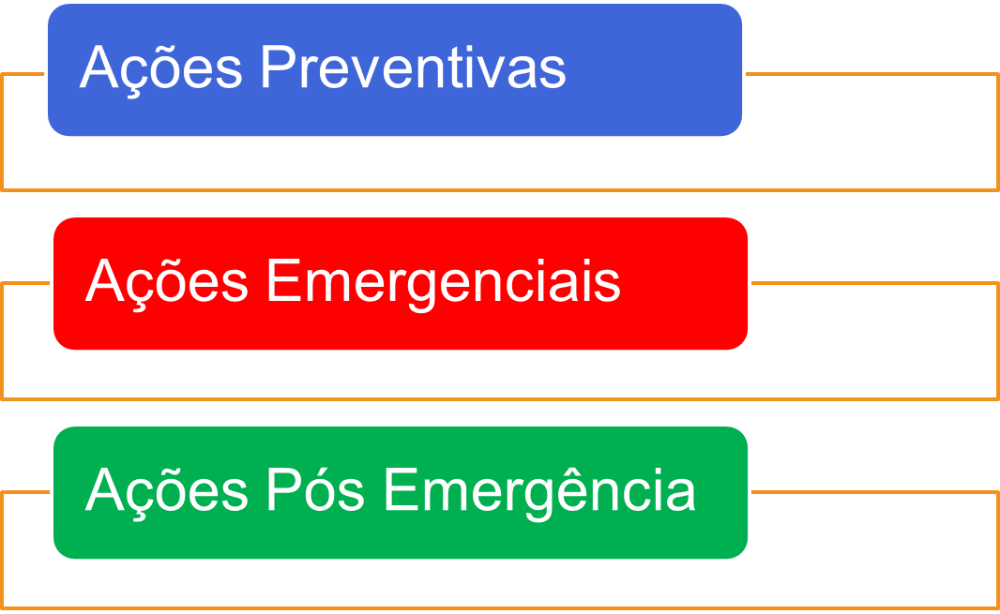 Ações Preventivas
Ações Emergenciais
Ações Pós Emergência